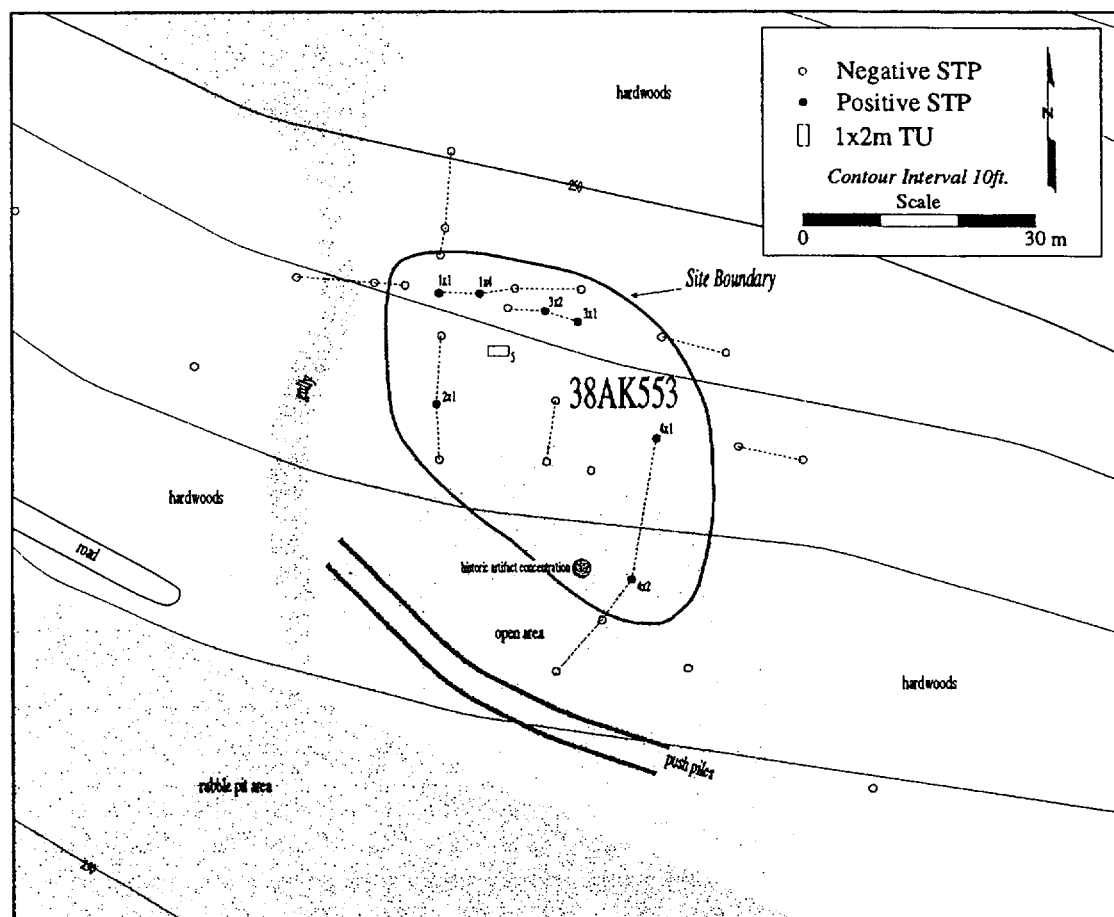 Negative STP
Positive STP
1x2m TU
N
Contour Interval 10ft.
Scale
0 30 m
hardwoods
Site Boundary
1x1
1x4
3x2
3x1
5
38AK553
2x1
4x1
gully
hardwoods
road
historic artifact concentration
4x2
open area
hardwoods
push piles
rubble pit area